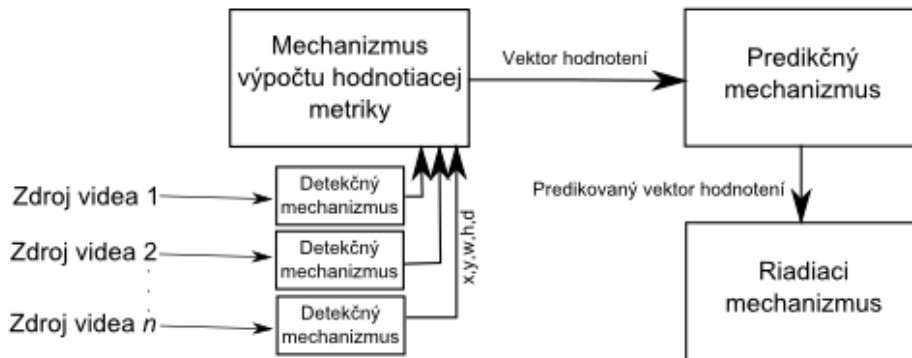 Mechanizmus
výpočtu hodnotiacej
metriky
Vektor hodnotení
Predikčný
mechanizmus
Zdroj videa 1
Detekčný
mechanizmus
Predikovaný vektor hodnotení
Zdroj videa 2
Detekčný
mechanizmus
x,y,w,h,d
Riadiaci
mechanizmus
Zdroj videa n
Detekčný
mechanizmus